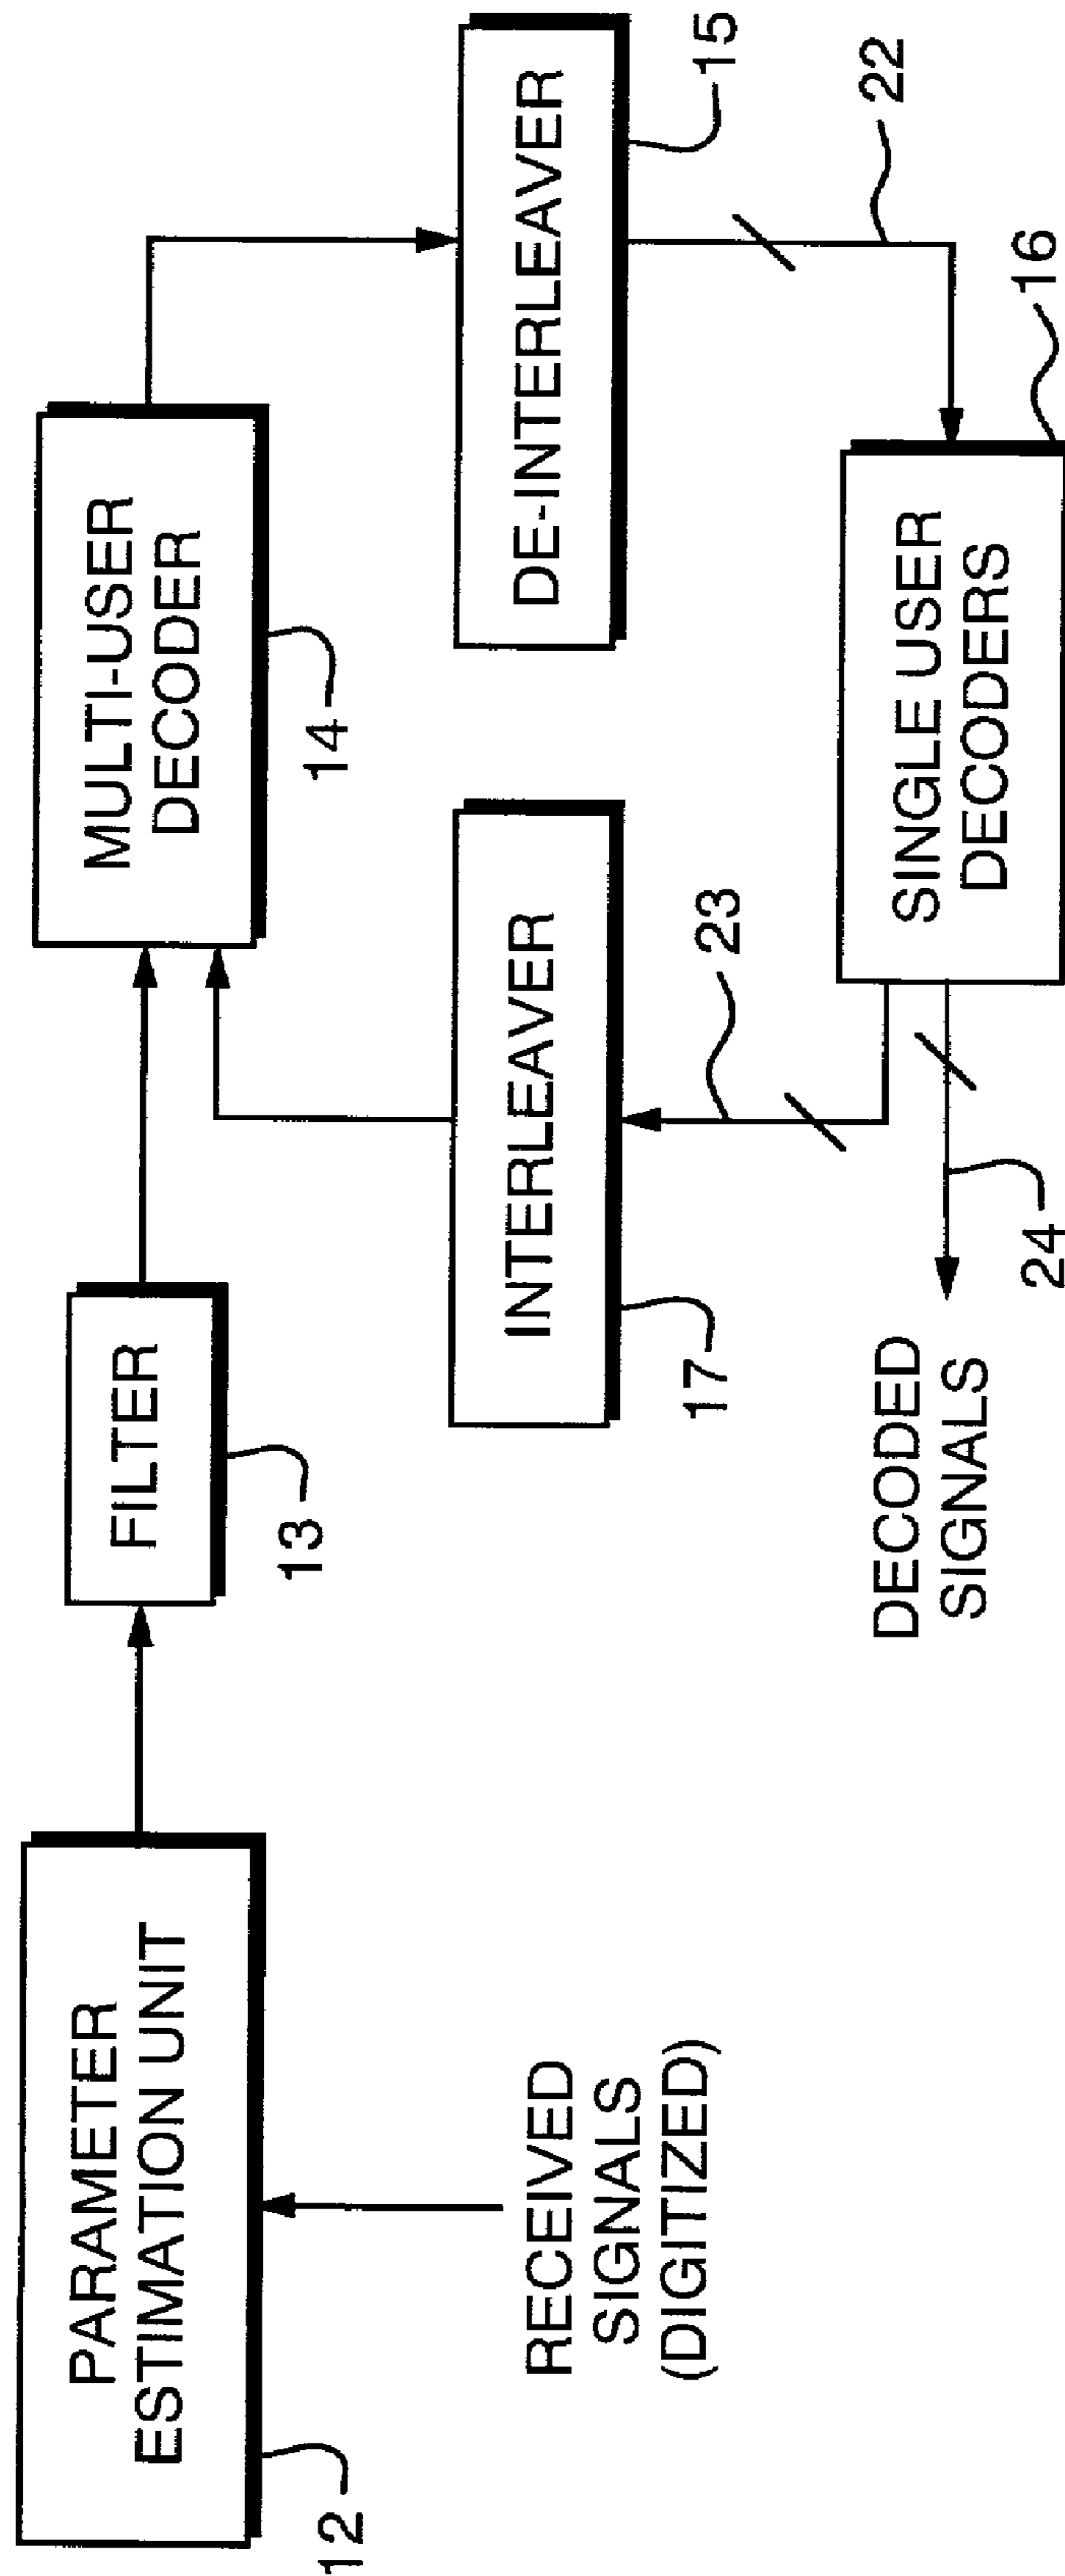 PARAMETER
ESTIMATION UNIT
12
RECEIVED
SIGNALS
(DIGITIZED)
FILTER
13
MULTI-USER
DECODER
14
INTERLEAVER
17
DE-INTERLEAVER
15
22
23
SINGLE USER
DECODERS
16
24
DECODED
SIGNALS